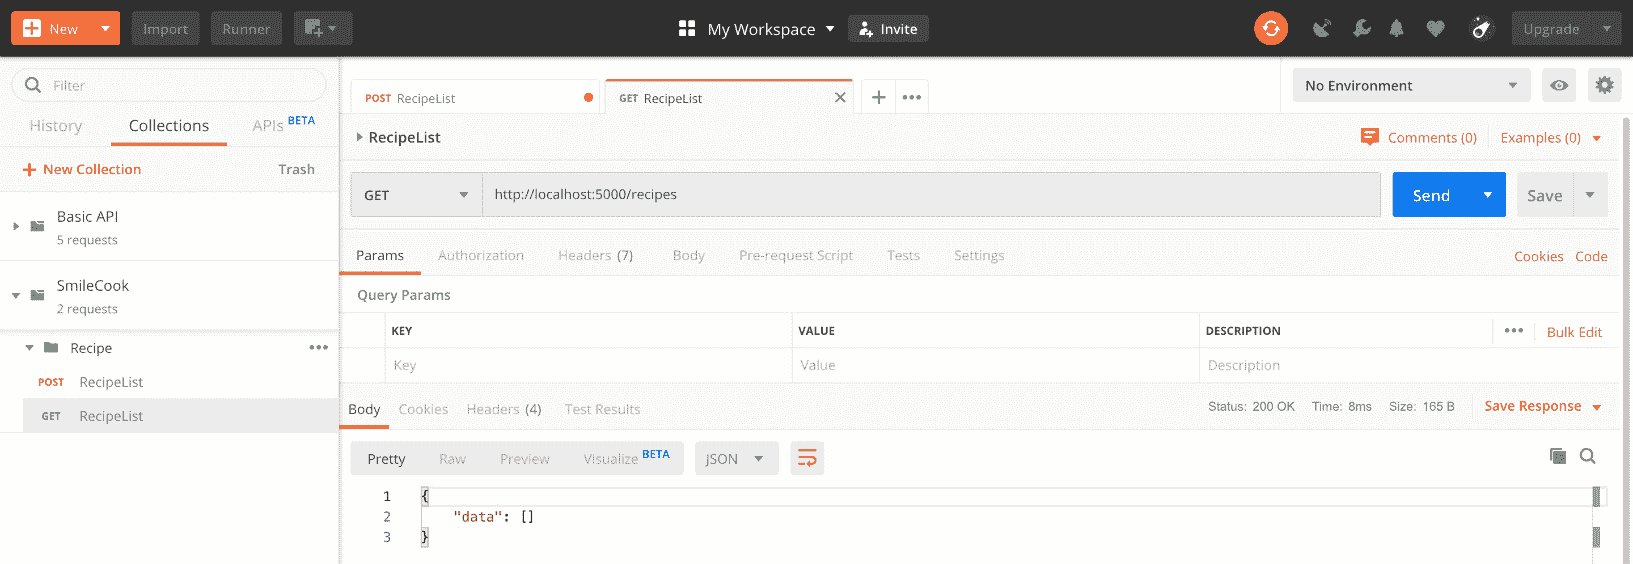 New Import Runner My Workspace Invite Upgrade
Filter
History Collections APIs BETA
New Collection Trash
Basic API
5 requests
SmileCook
2 requests
Recipe
POST RecipeList
GET RecipeList
POST RecipeList GET RecipeList No Environment
RecipeList Comments (0) Examples (0)
GET http://localhost:5000/recipes Send Save
Params Authorization Headers (7) Body Pre-request Script Tests Settings Cookies Code
Query Params
KEY VALUE DESCRIPTION Bulk Edit
Key Value Description
Body Cookies Headers (4) Test Results Status: 200 OK Time: 8ms Size: 165 B Save Response
Pretty Raw Preview Visualize BETA JSON
1 {
2 "data": []
3 }